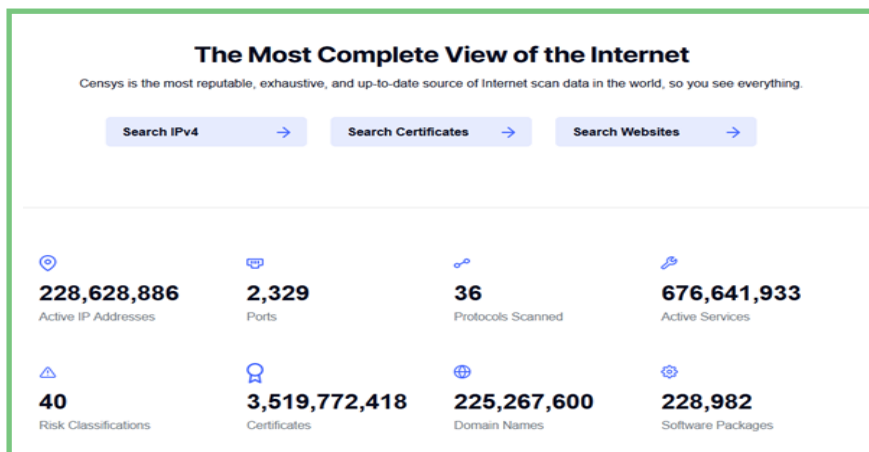 The Most Complete View of the Internet
Censys is the most reputable, exhaustive, and up-to-date source of Internet scan data in the world, so you see everything.
Search IPv4
Search Certificates
Search Websites
228,628,886
Active IP Addresses
2,329
Ports
36
Protocols Scanned
676,641,933
Active Services
40
Risk Classifications
3,519,772,418
Certificates
225,267,600
Domain Names
228,982
Software Packages